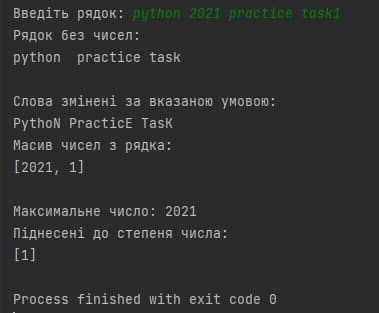 Введіть рядок: python 2021 practice task1
Рядок без чисел:
python  practice task
Слова змінені за вказаною умовою:
PythoN PracticE TasK
Масив чисел з рядка:
[2021, 1]
Максимальне число: 2021
Піднесені до степеня числа:
[1]
Process finished with exit code 0